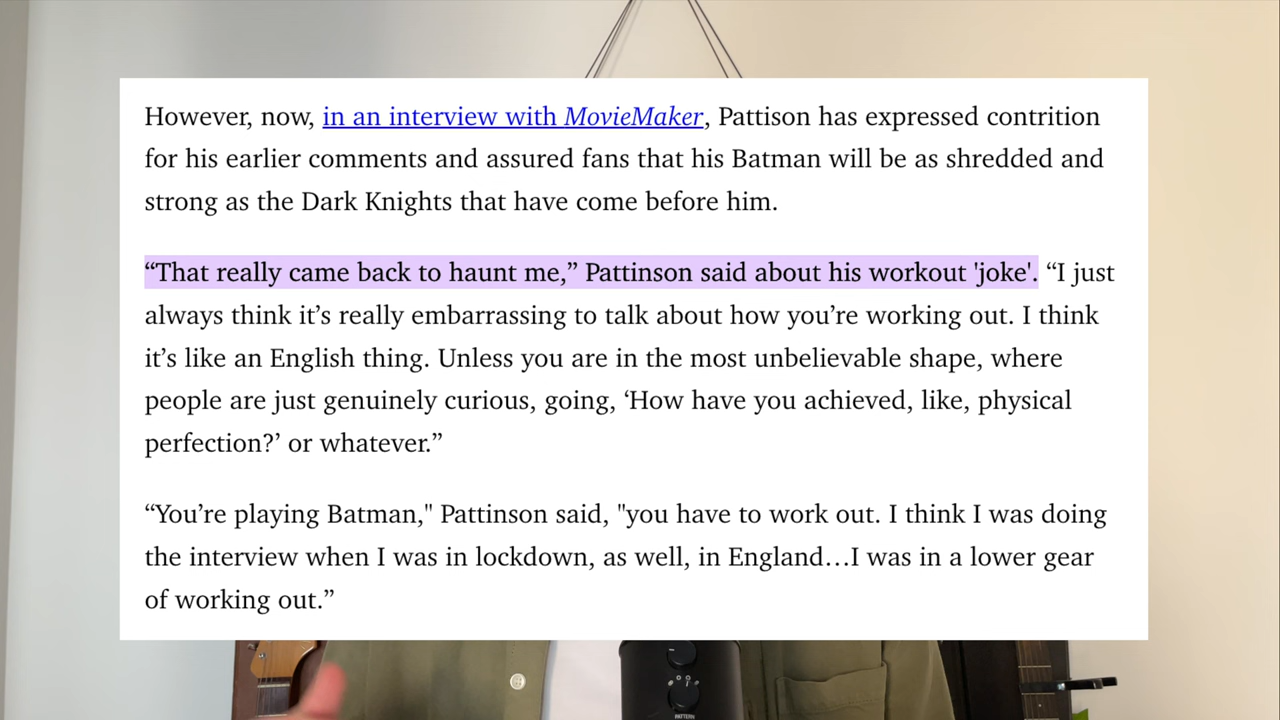 However, now, in an interview with MovieMaker, Pattison has expressed contrition
for his earlier comments and assured fans that his Batman will be as shredded and
strong as the Dark Knights that have come before him.
“That really came back to haunt me,” Pattinson said about his workout 'joke'. “I just
always think it’s really embarrassing to talk about how you’re working out. I think
it’s like an English thing. Unless you are in the most unbelievable shape, where
people are just genuinely curious, going, ‘How have you achieved, like, physical
perfection?’ or whatever.”
“You’re playing Batman," Pattinson said, "you have to work out. I think I was doing
the interview when I was in lockdown, as well, in England…I was in a lower gear
of working out.”
PATTERN